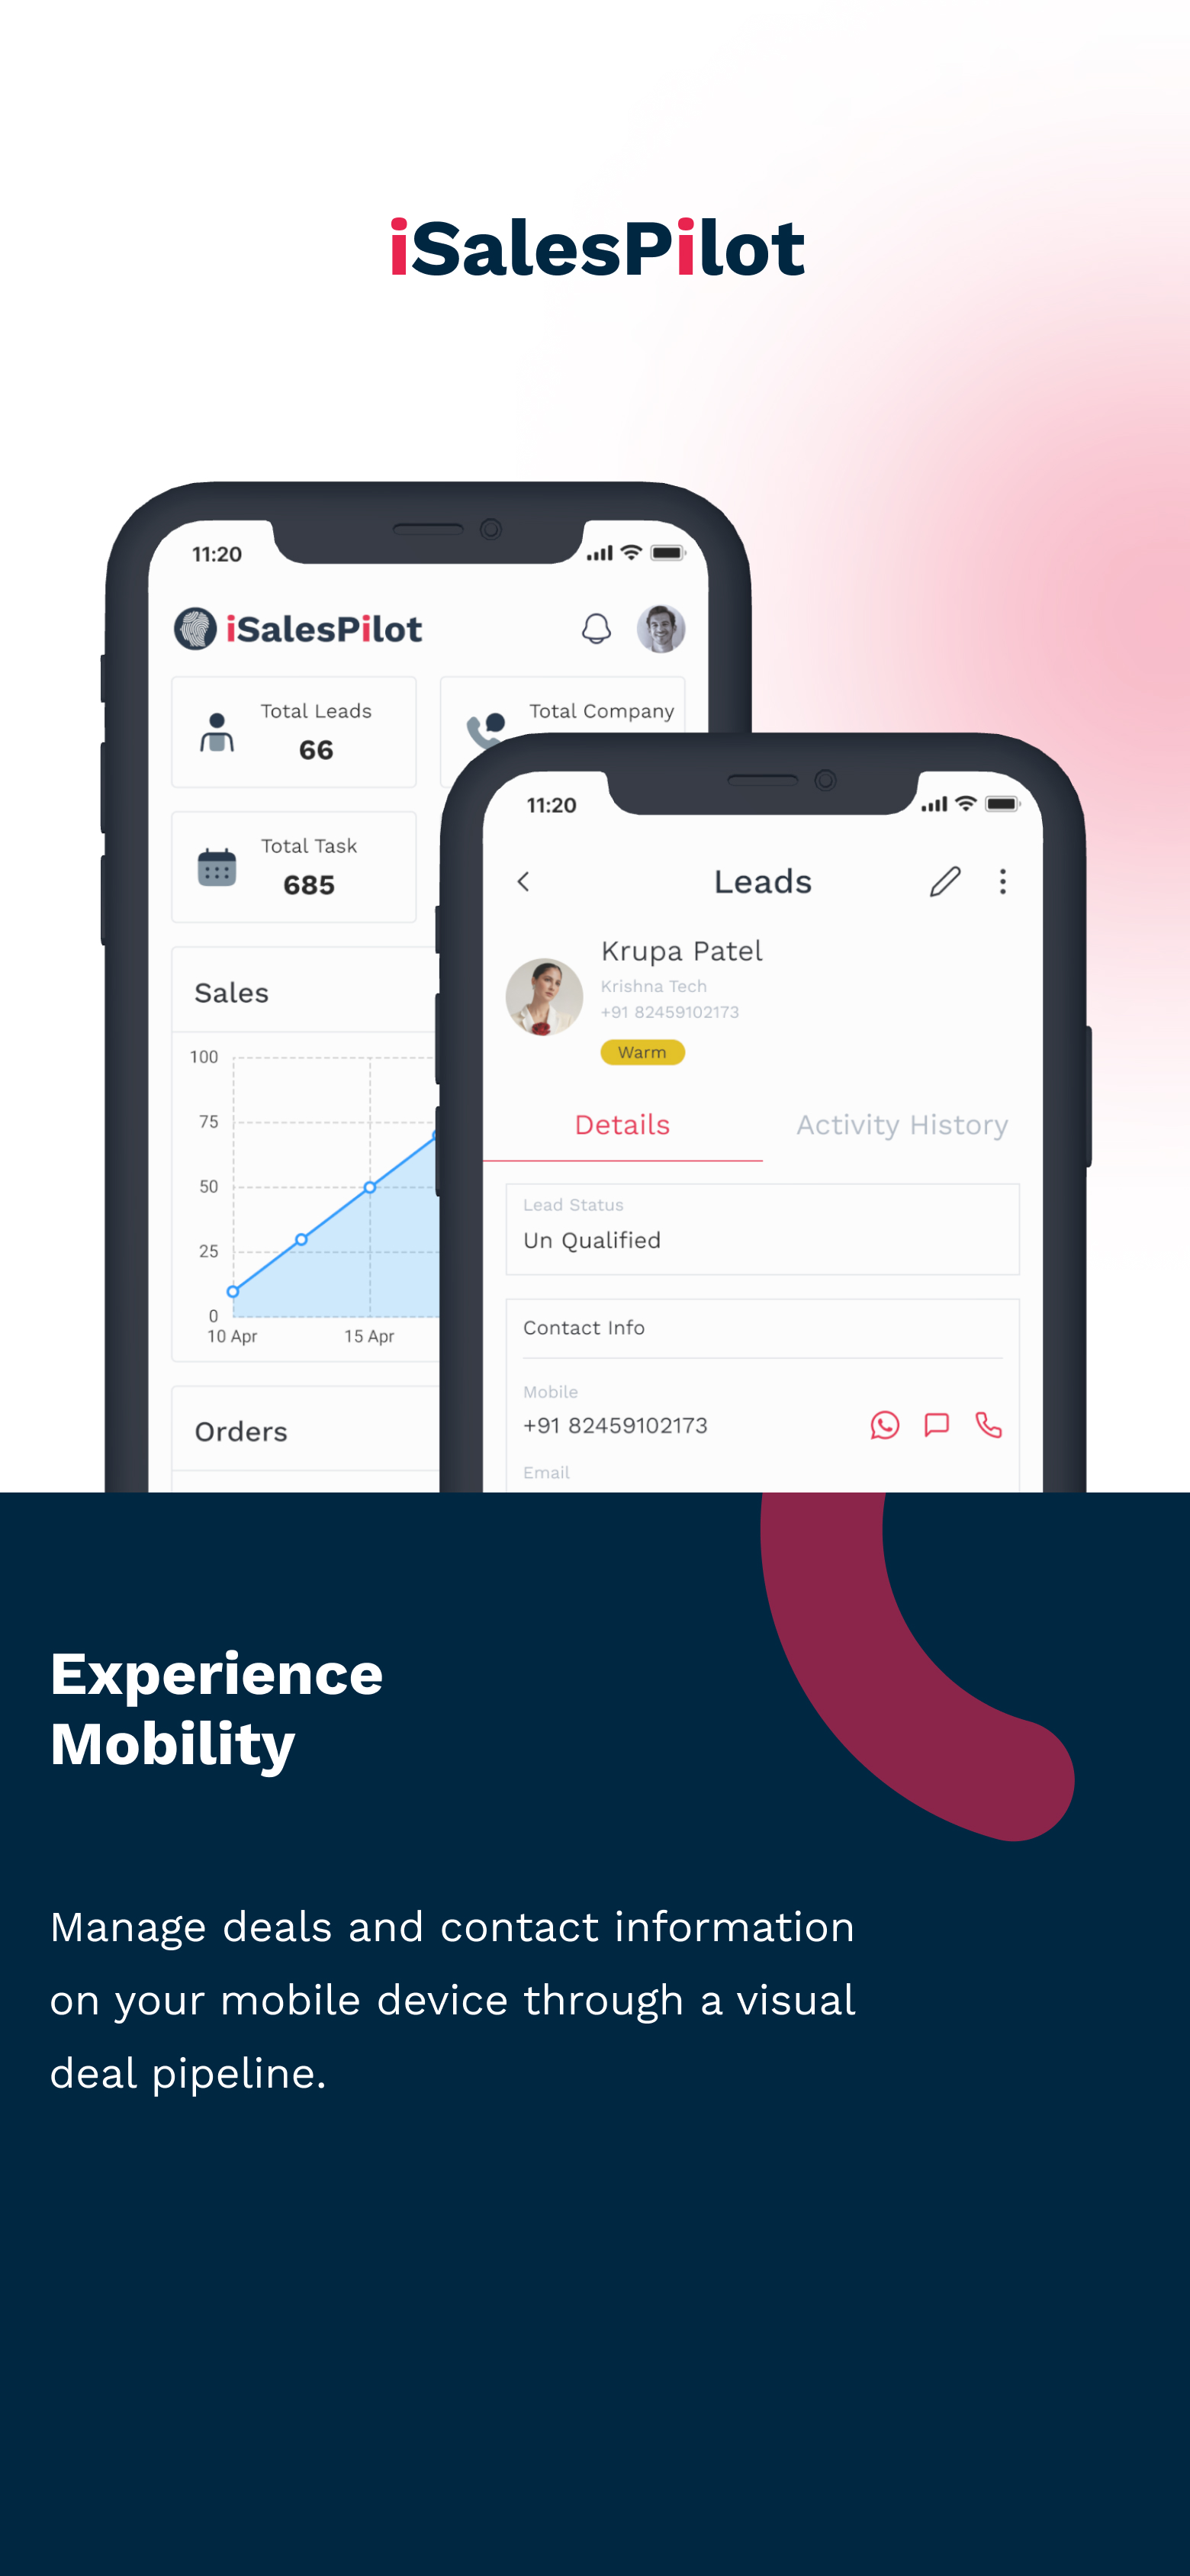 iSalesPilot
11:20
iSalesPilot
Total Leads
66
Total Company
Total Task
685
Sales
100
75
50
25
0
10 Apr
15 Apr
Orders
11:20
Leads
Krupa Patel
Krishna Tech
+91 82459102173
Warm
Details
Activity History
Lead Status
Un Qualified
Contact Info
Mobile
+91 82459102173
Email
Experience
Mobility
Manage deals and contact information
on your mobile device through a visual
deal pipeline.